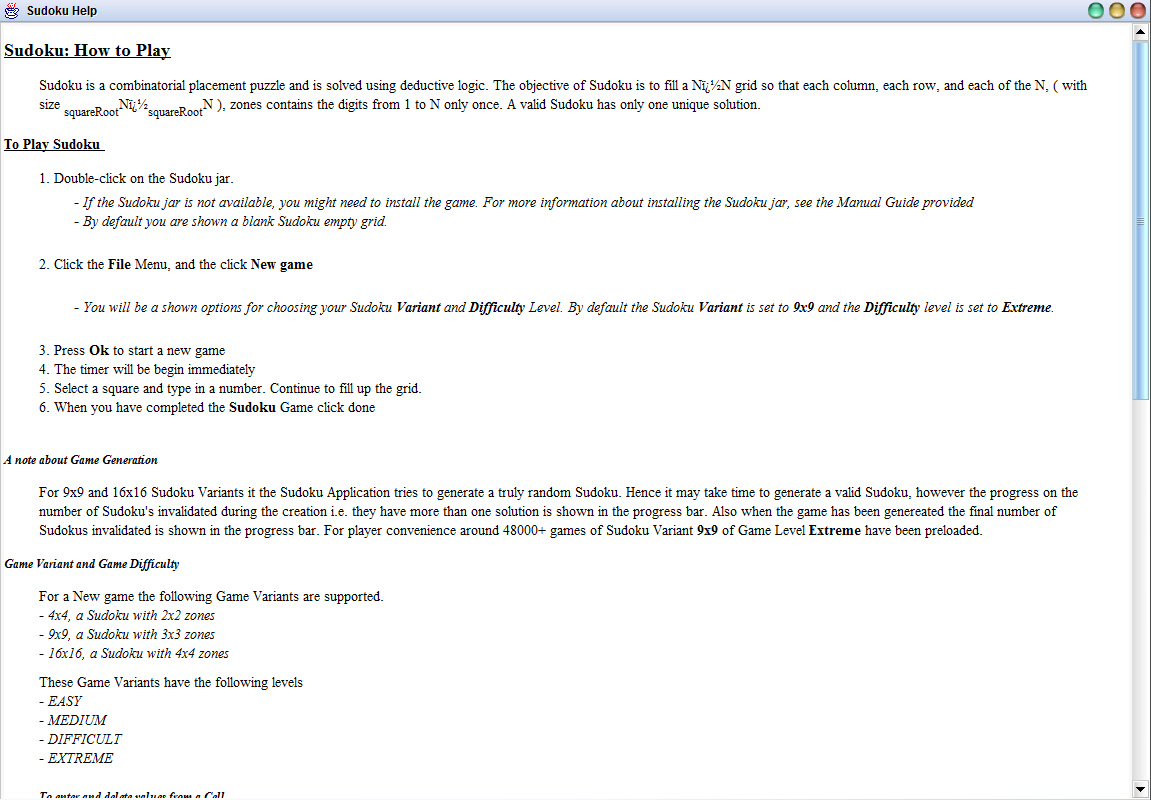 Sudoku Help
Sudoku: How to Play
Sudoku is a combinatorial placement puzzle and is solved using deductive logic. The objective of Sudoku is to fill a Nï¿½N grid so that each column, each row, and each of the N, ( with
size squareRootNï¿½squareRootN ), zones contains the digits from 1 to N only once. A valid Sudoku has only one unique solution.
To Play Sudoku
1. Double-click on the Sudoku jar.
- If the Sudoku jar is not available, you might need to install the game. For more information about installing the Sudoku jar, see the Manual Guide provided
- By default you are shown a blank Sudoku empty grid.
2. Click the File Menu, and the click New game
- You will be a shown options for choosing your Sudoku Variant and Difficulty Level. By default the Sudoku Variant is set to 9x9 and the Difficulty level is set to Extreme.
3. Press Ok to start a new game
4. The timer will be begin immediately
5. Select a square and type in a number. Continue to fill up the grid.
6. When you have completed the Sudoku Game click done
A note about Game Generation
For 9x9 and 16x16 Sudoku Variants it the Sudoku Application tries to generate a truly random Sudoku. Hence it may take time to generate a valid Sudoku, however the progress on the
number of Sudoku's invalidated during the creation i.e. they have more than one solution is shown in the progress bar. Also when the game has been genereated the final number of
Sudokus invalidated is shown in the progress bar. For player convenience around 48000+ games of Sudoku Variant 9x9 of Game Level Extreme have been preloaded.
Game Variant and Game Difficulty
For a New game the following Game Variants are supported.
- 4x4, a Sudoku with 2x2 zones
- 9x9, a Sudoku with 3x3 zones
- 16x16, a Sudoku with 4x4 zones
These Game Variants have the following levels
- EASY
- MEDIUM
- DIFFICULT
- EXTREME
To enter and delete values from a Cell